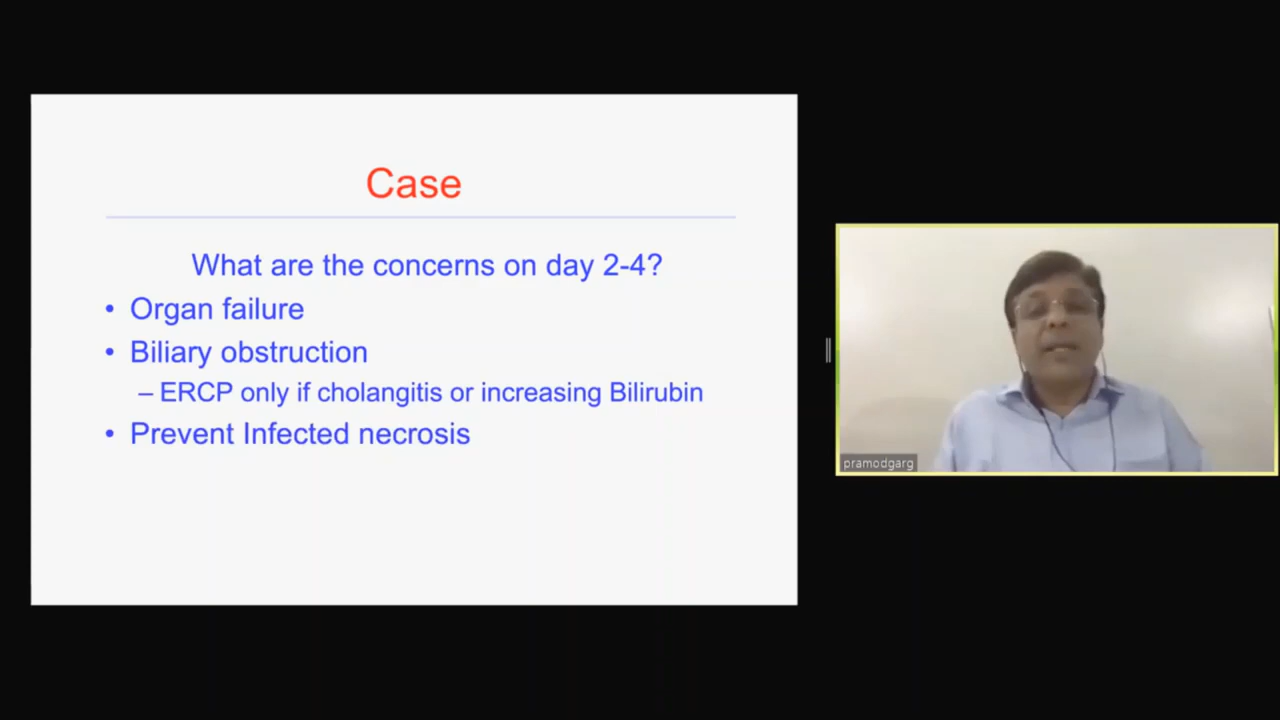 Case
What are the concerns on day 2-4?
• Organ failure
• Biliary obstruction
– ERCP only if cholangitis or increasing Bilirubin
• Prevent Infected necrosis
pramodgarg